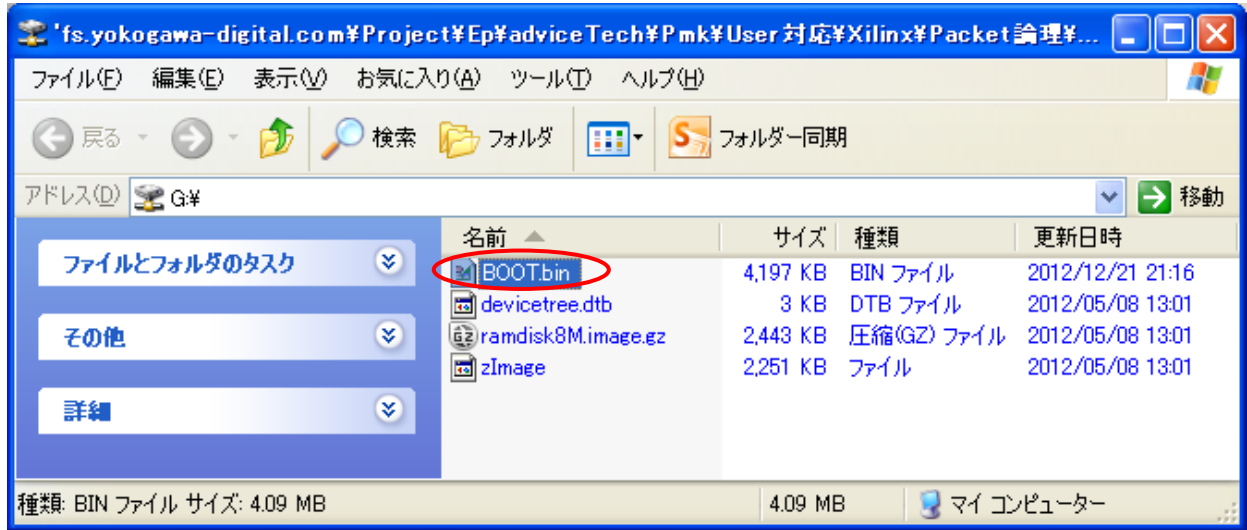 'fs.yokogawa-digital.com¥Project¥Ep¥adviceTech¥Pmk¥User対応¥Xilinx¥Packet論理¥...
ファイル(F) 編集(E) 表示(V) お気に入り(A) ツール(T) ヘルプ(H)
戻る 検索 フォルダ フォルダー同期
アドレス(D) G:¥ 移動
名前 サイズ 種類 更新日時
ファイルとフォルダのタスク
その他
詳細
BOOT.bin 4,197 KB BIN ファイル 2012/12/21 21:16
devicetree.dtb 3 KB DTB ファイル 2012/05/08 13:01
ramdisk8M.image.gz 2,443 KB 圧縮(GZ) ファイル 2012/05/08 13:01
zImage 2,251 KB ファイル 2012/05/08 13:01
種類: BIN ファイル サイズ: 4.09 MB 4.09 MB マイ コンピューター